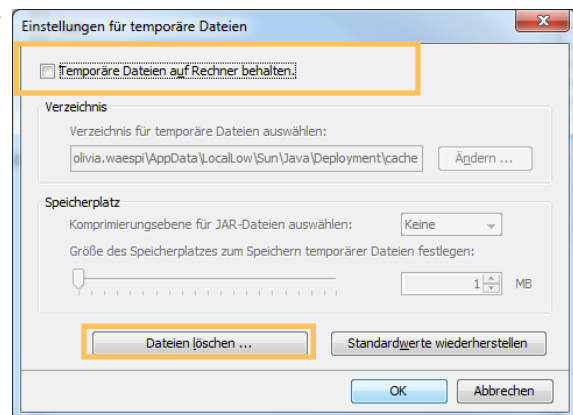 Einstellungen für temporäre Dateien
Temporäre Dateien auf Rechner behalten.
Verzeichnis
Verzeichnis für temporäre Dateien auswählen:
olivia.waespi\AppData\LocalLow\Sun\Java\Deployment\cache Ändern ...
Speicherplatz
Komprimierungsebene für JAR-Dateien auswählen: Keine
Größe des Speicherplatzes zum Speichern temporärer Dateien festlegen:
1 MB
Dateien löschen ... Standardwerte wiederherstellen
OK Abbrechen